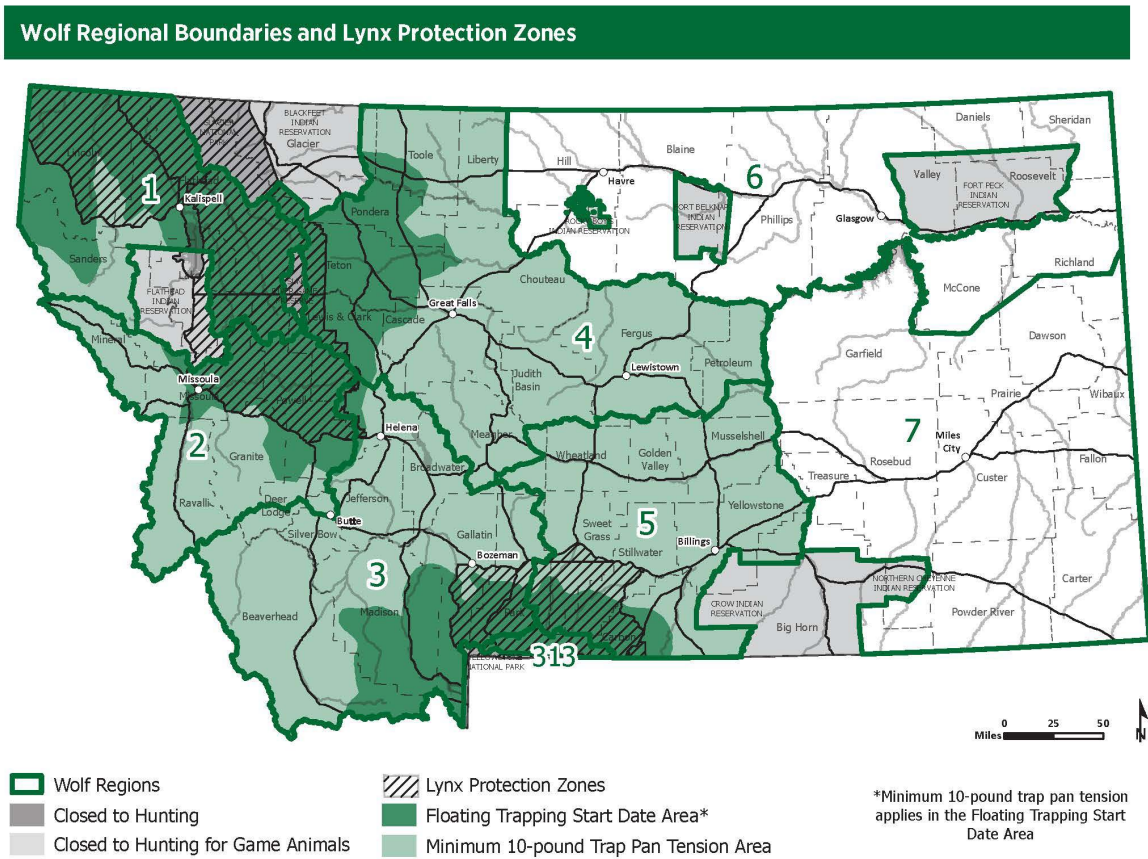 Wolf Regional Boundaries and Lynx Protection Zones
BLACKFEET
INDIAN
RESERVATION
Glacier
NATIONAL
PARK
Daniels
Sheridan
Toole
Liberty
Hill
Blaine
Havre
6
Valley
Roosevelt
FORT PECK
INDIAN
RESERVATION
Lincoln
1
Kalispell
Pondera
INDIAN RESERVATION
FORT BELKNAP
INDIAN
RESERVATION
Phillips
Glasgow
Sanders
Teton
Chouteau
Richland
McCone
FLATHEAD
INDIAN
RESERVATION
Lake
Lewis & Clark
Cascade
Great Falls
Fergus
4
Mineral
Lewistown
Petroleum
Garfield
Dawson
Judith
Basin
Missoula
Missoula
Powell
Prairie
Wibaux
2
Helena
Meagher
Musselshell
7
Miles
City
Granite
Broadwater
Wheatland
Golden
Valley
Rosebud
Treasure
Fallon
Custer
Ravalli
Deer
Lodge
Jefferson
Yellowstone
Butte
Silver Bow
Gallatin
Sweet
Grass
5
Stillwater
Billings
Bozeman
3
Beaverhead
Madison
Park
Carbon
CROW INDIAN
RESERVATION
NORTHERN CHEYENNE
INDIAN RESERVATION
Carter
Big Horn
Powder River
313
NATIONAL PARK
0 25 50
Miles
N
Wolf Regions
Closed to Hunting
Closed to Hunting for Game Animals
Lynx Protection Zones
Floating Trapping Start Date Area*
Minimum 10-pound Trap Pan Tension Area
*Minimum 10-pound trap pan tension
applies in the Floating Trapping Start
Date Area